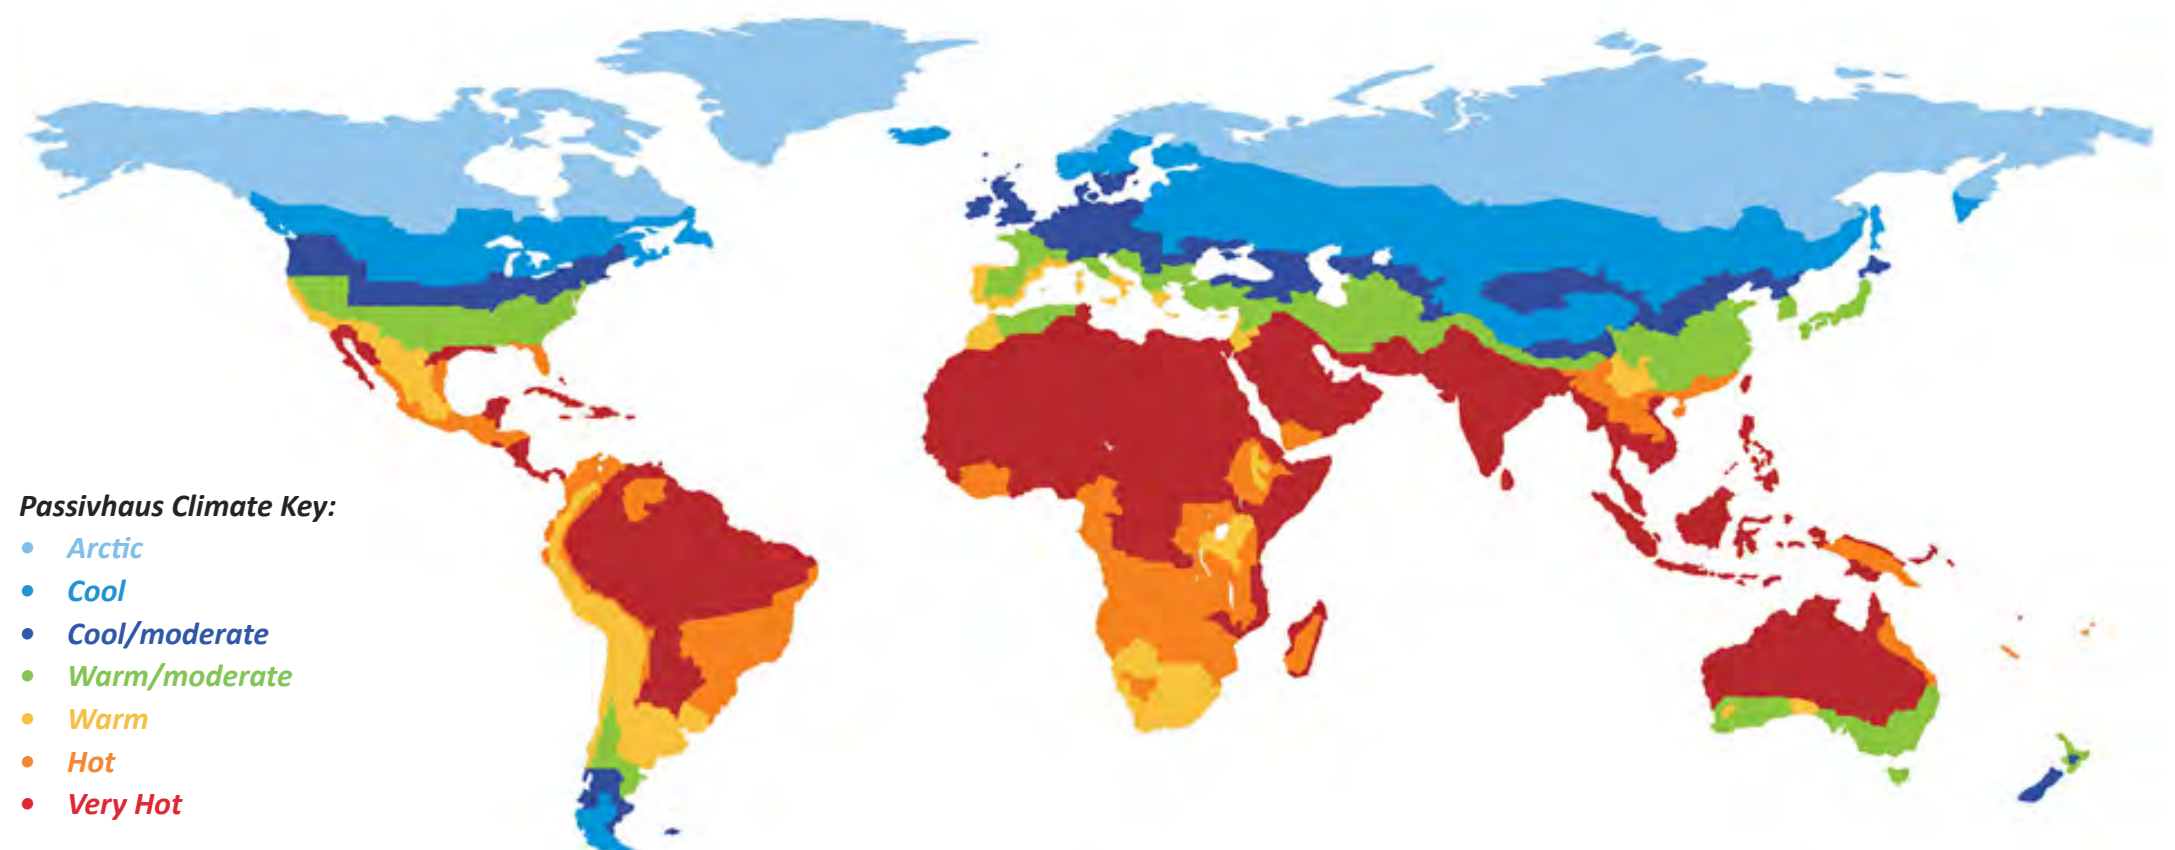 Passivhaus Climate Key:
• Arctic
• Cool
• Cool/moderate
• Warm/moderate
• Warm
• Hot
• Very Hot